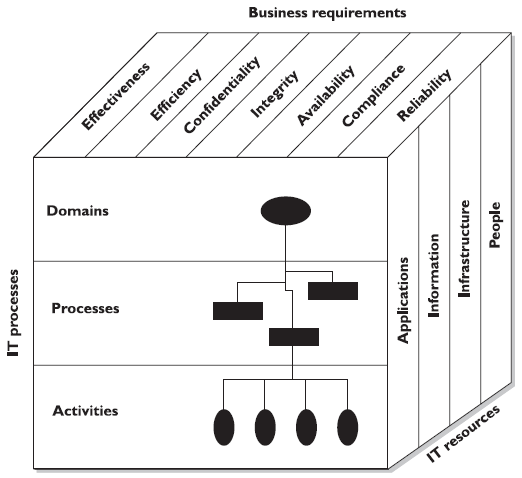 Business requirements
Effectiveness
Efficiency
Confidentiality
Integrity
Availability
Compliance
Reliability
Domains
Processes
Activities
IT processes
Applications
Information
Infrastructure
People
IT resources